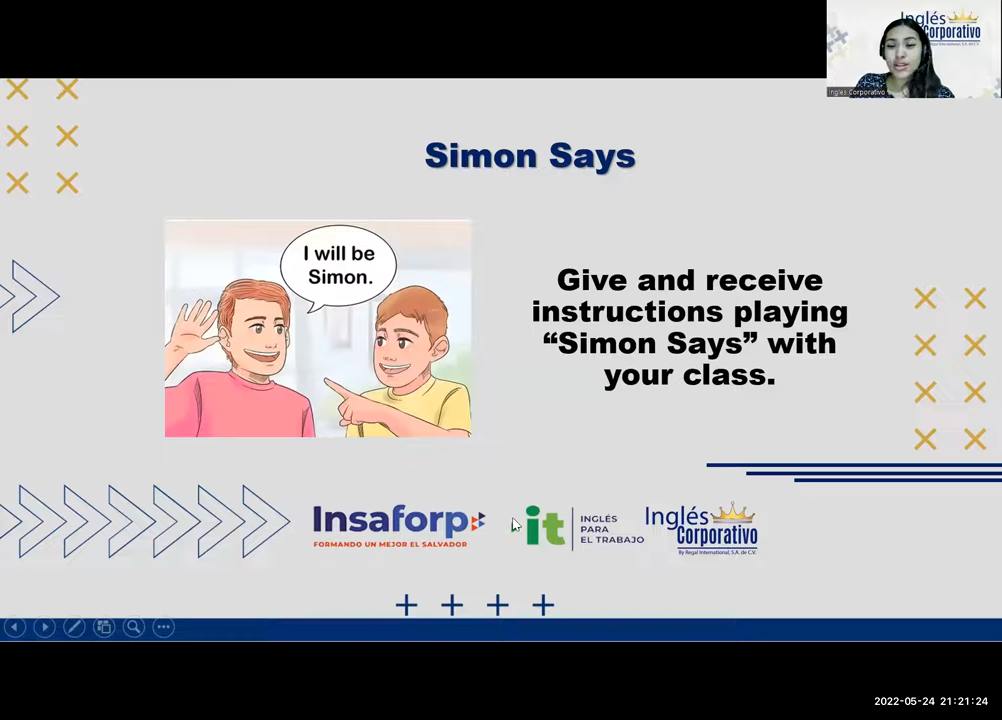 Inglés
Corporativo
Inglés Corporativo
Simon Says
I will be
Simon.
Give and receive
instructions playing
“Simon Says” with
your class.
Insaforp
FORMANDO UN MEJOR EL SALVADOR
it
INGLÉS
PARA
EL TRABAJO
Inglés
Corporativo
By Regal International, S.A. de C.V.
2022-05-24 21:21:24